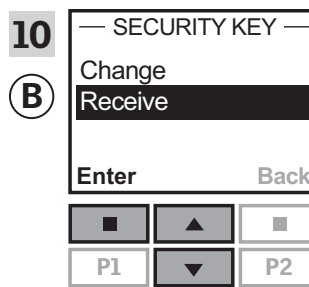 10
B
SECURITY KEY
Change
Receive
Enter Back
P1 P2